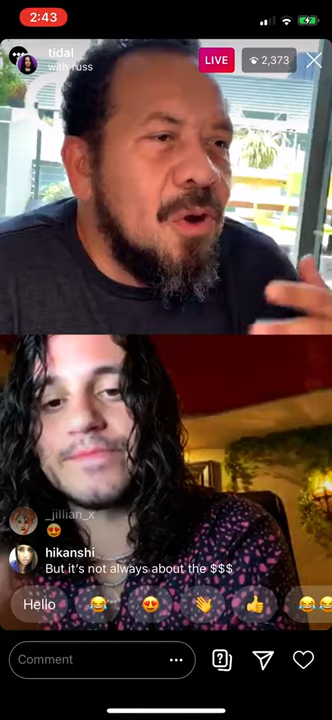 2:43
tidal
with russ
LIVE
2,373
_jillian_x
😍
hikanshi
But it's not always about the $$$
Hello 😂 😍 👋 👍 😂😂
Comment